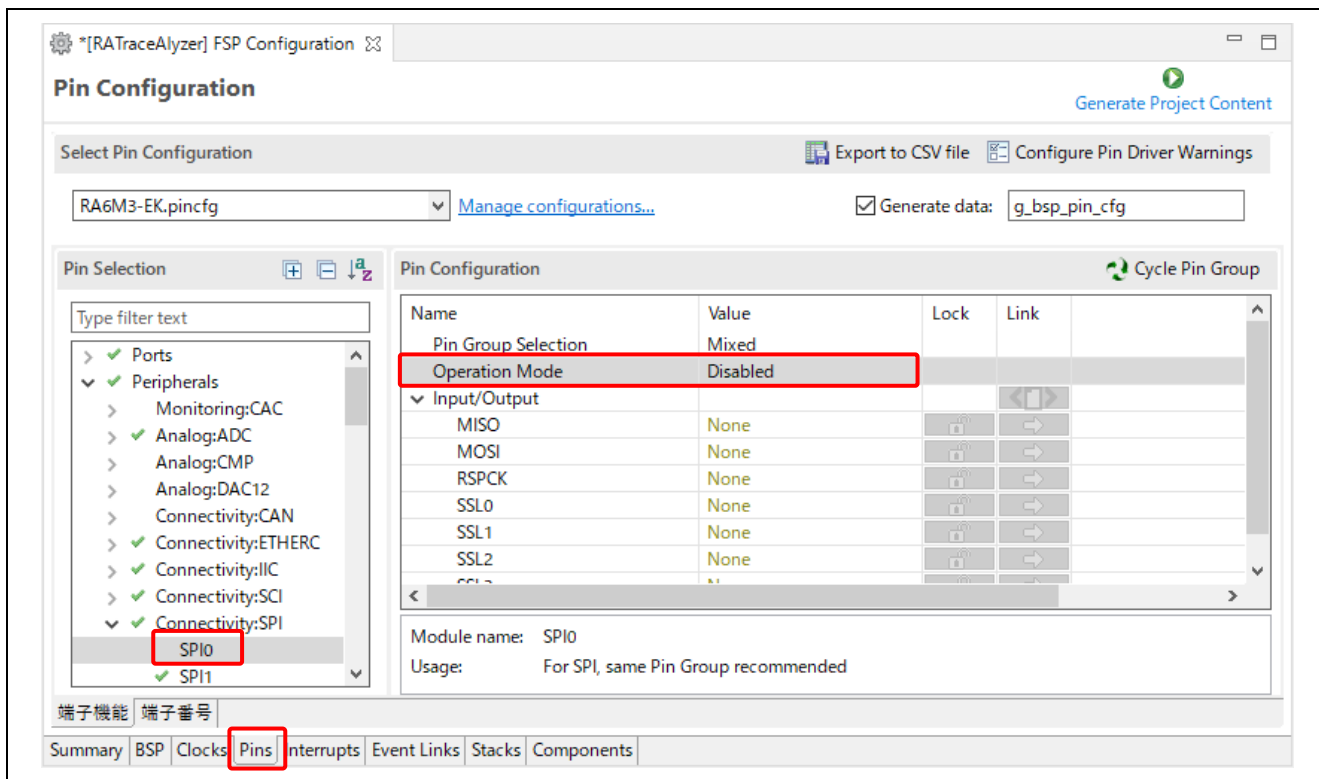 *[RATraceAlyzer] FSP Configuration
Pin Configuration
Generate Project Content
Select Pin Configuration
Export to CSV file
Configure Pin Driver Warnings
RA6M3-EK.pincfg
Manage configurations...
Generate data:
g_bsp_pin_cfg
Pin Selection
Pin Configuration
Cycle Pin Group
Type filter text
Ports
Peripherals
Monitoring:CAC
Analog:ADC
Analog:CMP
Analog:DAC12
Connectivity:CAN
Connectivity:ETHERC
Connectivity:IIC
Connectivity:SCI
Connectivity:SPI
SPI0
SPI1
Name Value Lock Link
Pin Group Selection Mixed
Operation Mode Disabled
Input/Output
MISO None
MOSI None
RSPCK None
SSL0 None
SSL1 None
SSL2 None
Module name: SPI0
Usage: For SPI, same Pin Group recommended
端子機能 端子番号
Summary BSP Clocks Pins Interrupts Event Links Stacks Components